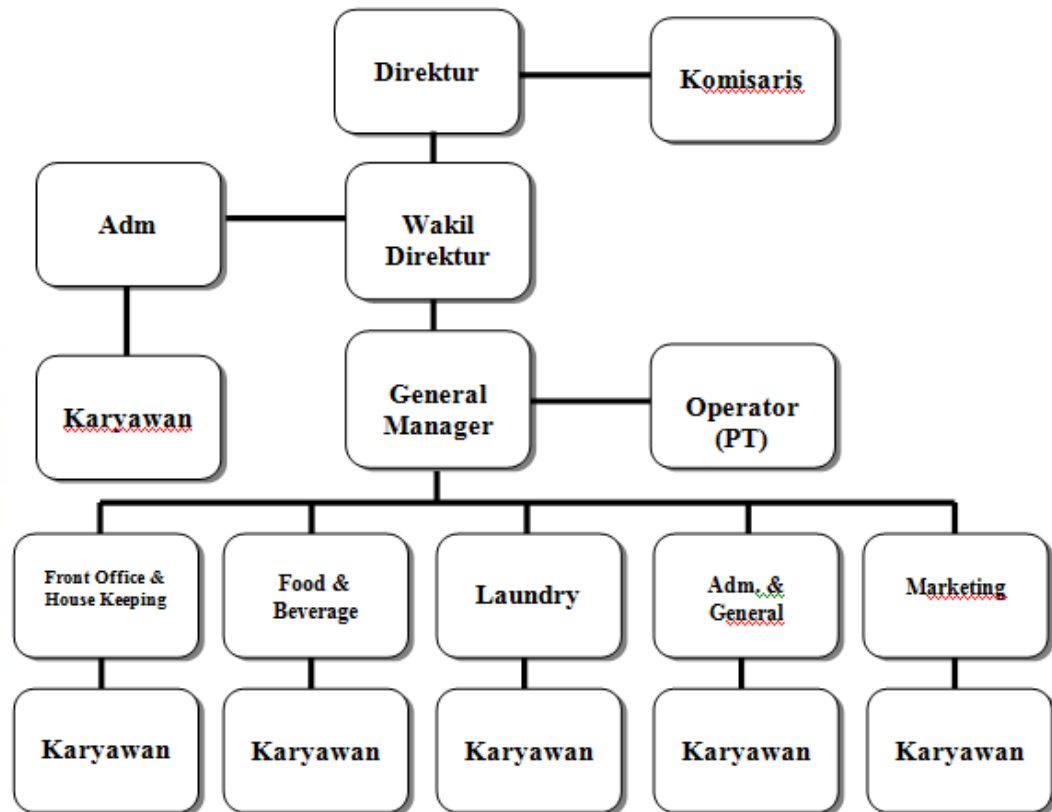 Direktur
Komisaris
Adm
Wakil
Direktur
Karyawan
General
Manager
Operator
(PT)
Front Office &
House Keeping
Food &
Beverage
Laundry
Adm. &
General
Marketing
Karyawan
Karyawan
Karyawan
Karyawan
Karyawan